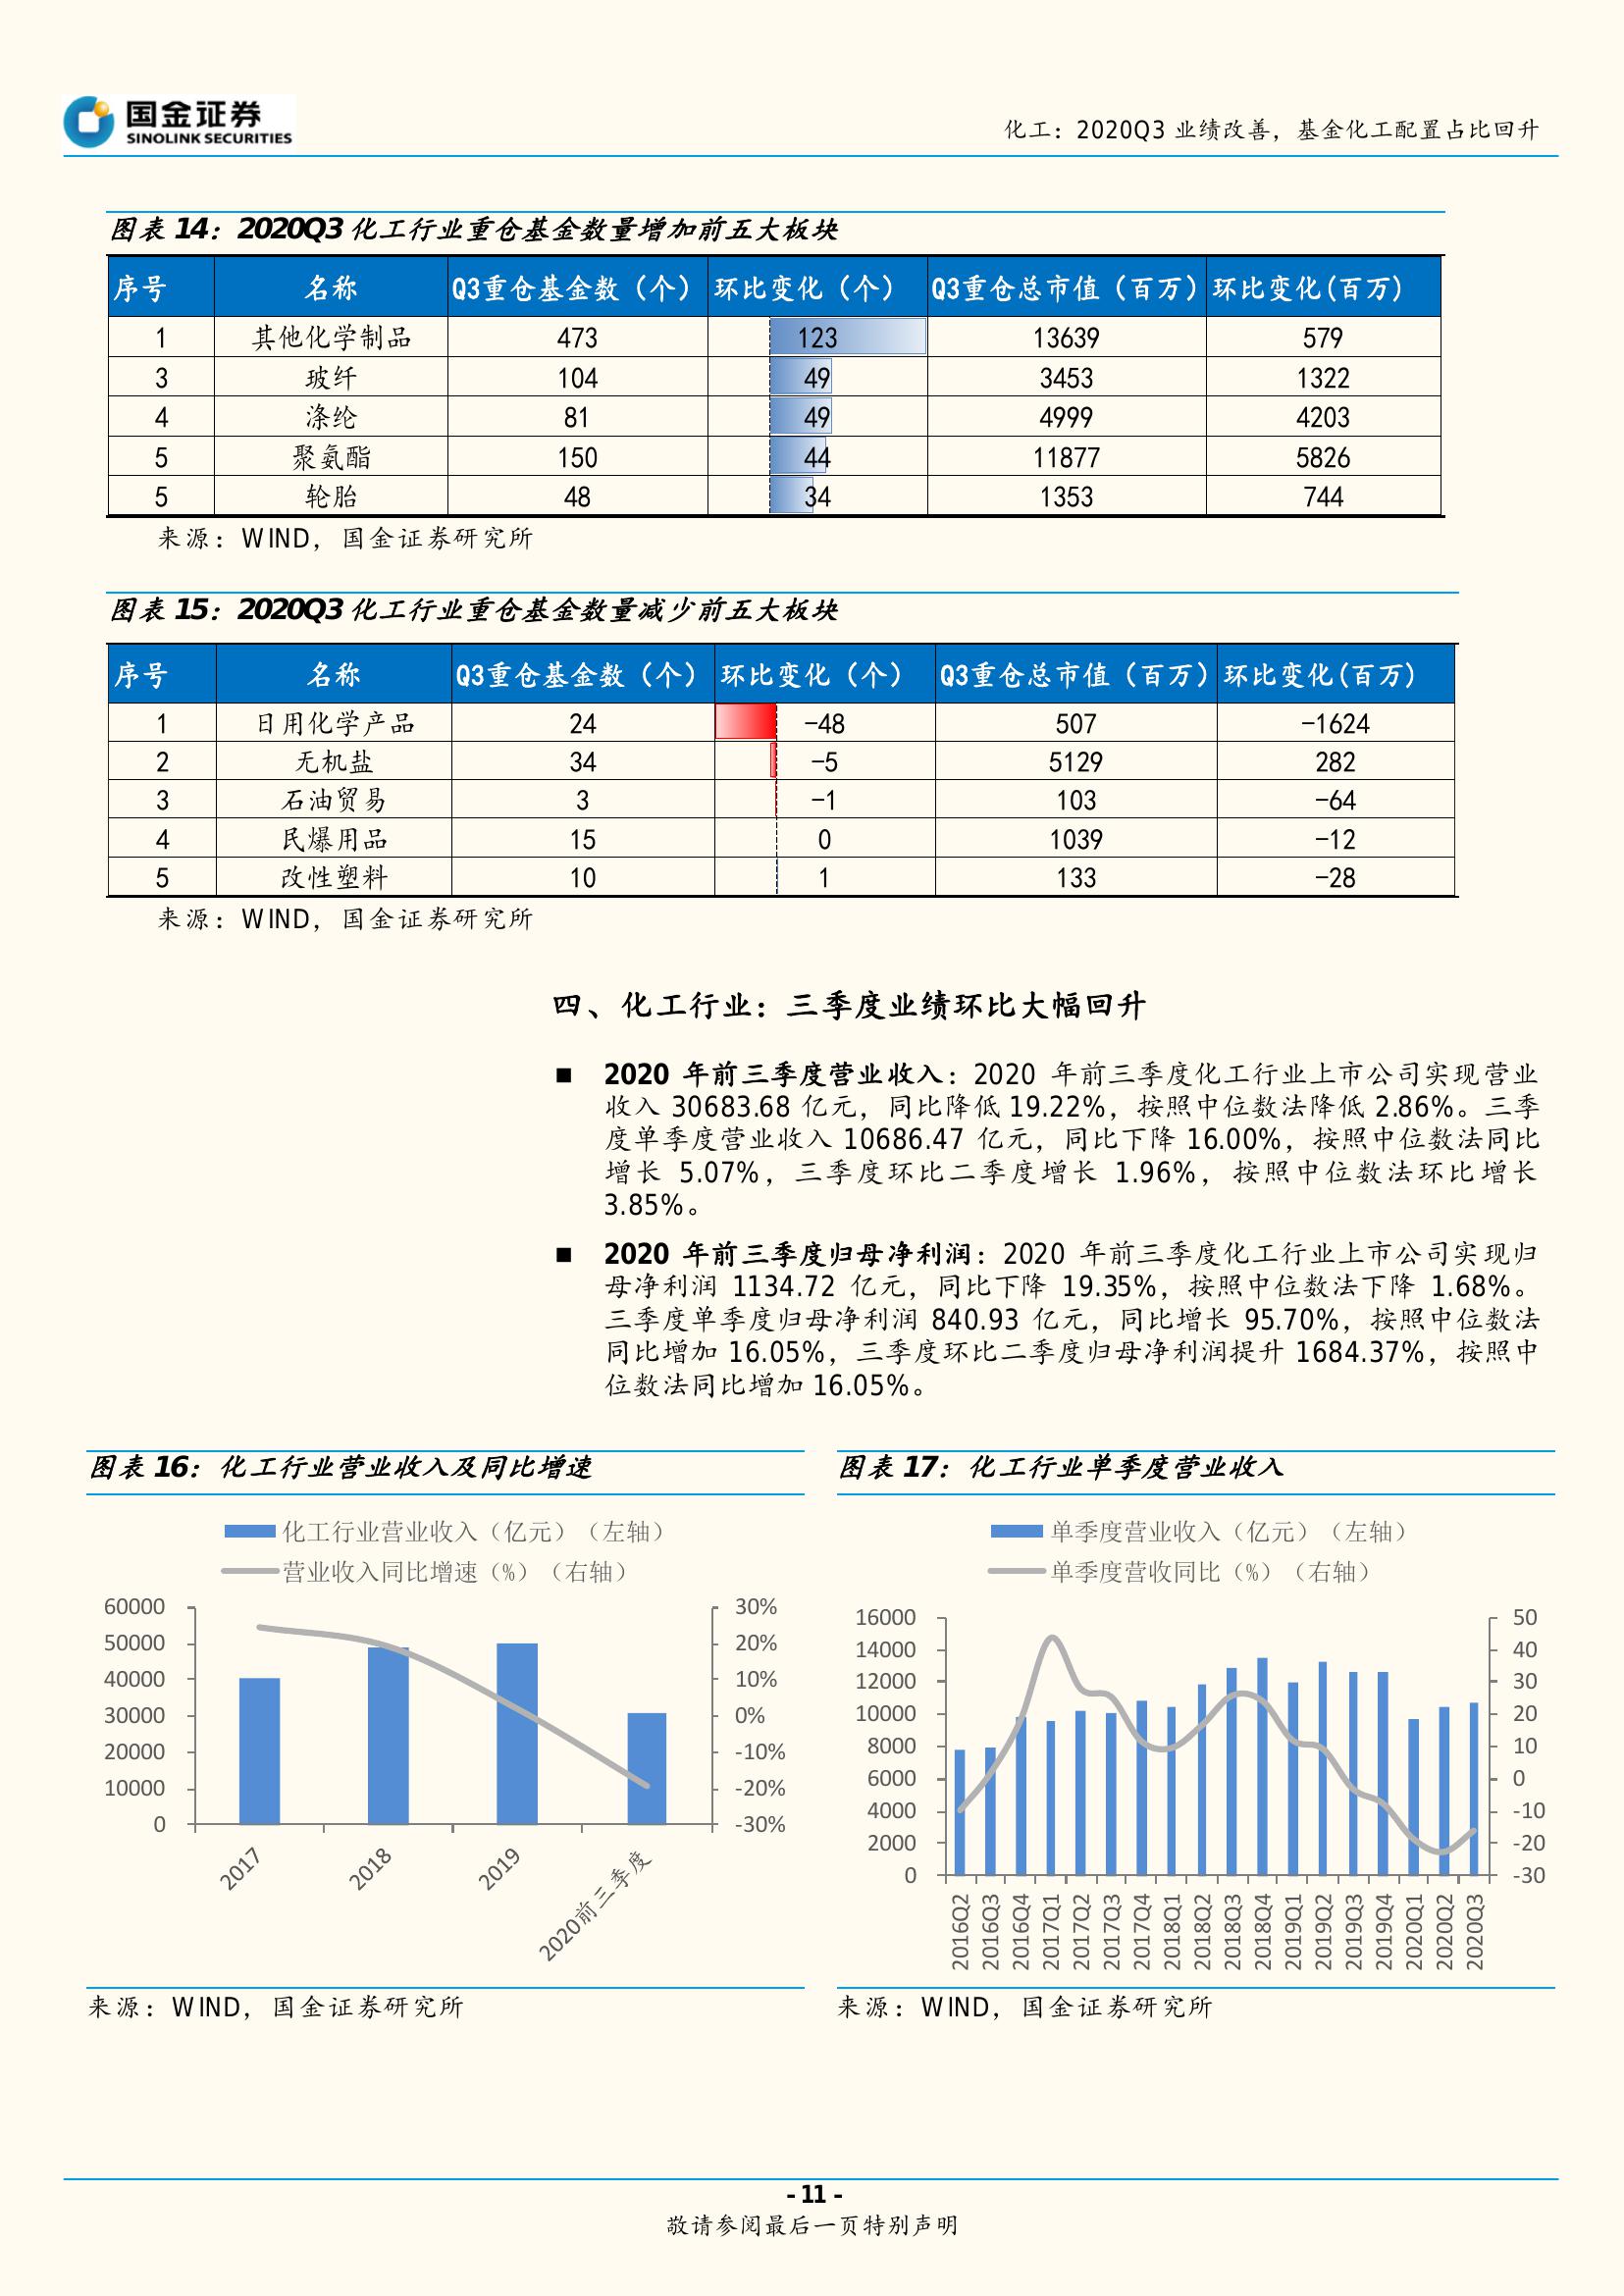 国金证券
SINOLINK SECURITIES
化工：2020Q3 业绩改善，基金化工配置占比回升
图表 14：2020Q3 化工行业重仓基金数量增加前五大板块
序号 名称 Q3重仓基金数（个） 环比变化（个） Q3重仓总市值（百万） 环比变化(百万)
1 其他化学制品 473 123 13639 579
3 玻纤 104 49 3453 1322
4 涤纶 81 49 4999 4203
5 聚氨酯 150 44 11877 5826
5 轮胎 48 34 1353 744
来源：WIND，国金证券研究所
图表 15：2020Q3 化工行业重仓基金数量减少前五大板块
序号 名称 Q3重仓基金数（个） 环比变化（个） Q3重仓总市值（百万） 环比变化(百万)
1 日用化学产品 24 -48 507 -1624
2 无机盐 34 -5 5129 282
3 石油贸易 3 -1 103 -64
4 民爆用品 15 0 1039 -12
5 改性塑料 10 1 133 -28
来源：WIND，国金证券研究所
四、化工行业：三季度业绩环比大幅回升
■ 2020 年前三季度营业收入：2020 年前三季度化工行业上市公司实现营业
收入 30683.68 亿元，同比降低 19.22%，按照中位数法降低 2.86%。三季
度单季度营业收入 10686.47 亿元，同比下降 16.00%，按照中位数法同比
增长 5.07%，三季度环比二季度增长 1.96%，按照中位数法环比增长
3.85%。
■ 2020 年前三季度归母净利润：2020 年前三季度化工行业上市公司实现归
母净利润 1134.72 亿元，同比下降 19.35%，按照中位数法下降 1.68%。
三季度单季度归母净利润 840.93 亿元，同比增长 95.70%，按照中位数法
同比增加 16.05%，三季度环比二季度归母净利润提升 1684.37%，按照中
位数法同比增加 16.05%。
图表 16：化工行业营业收入及同比增速
化工行业营业收入（亿元）（左轴）
营业收入同比增速（%）（右轴）
60000 30%
50000 20%
40000 10%
30000 0%
20000 -10%
10000 -20%
0 -30%
2017 2018 2019 2020前三季度
来源：WIND，国金证券研究所
图表 17：化工行业单季度营业收入
单季度营业收入（亿元）（左轴）
单季度营收同比（%）（右轴）
16000 50
14000 40
12000 30
10000 20
8000 10
6000 0
4000 -10
2000 -20
0 -30
2016Q2 2016Q3 2016Q4 2017Q1 2017Q2 2017Q3 2017Q4 2018Q1 2018Q2 2018Q3 2018Q4 2019Q1 2019Q2 2019Q3 2019Q4 2020Q1 2020Q2 2020Q3
来源：WIND，国金证券研究所
- 11 -
敬请参阅最后一页特别声明